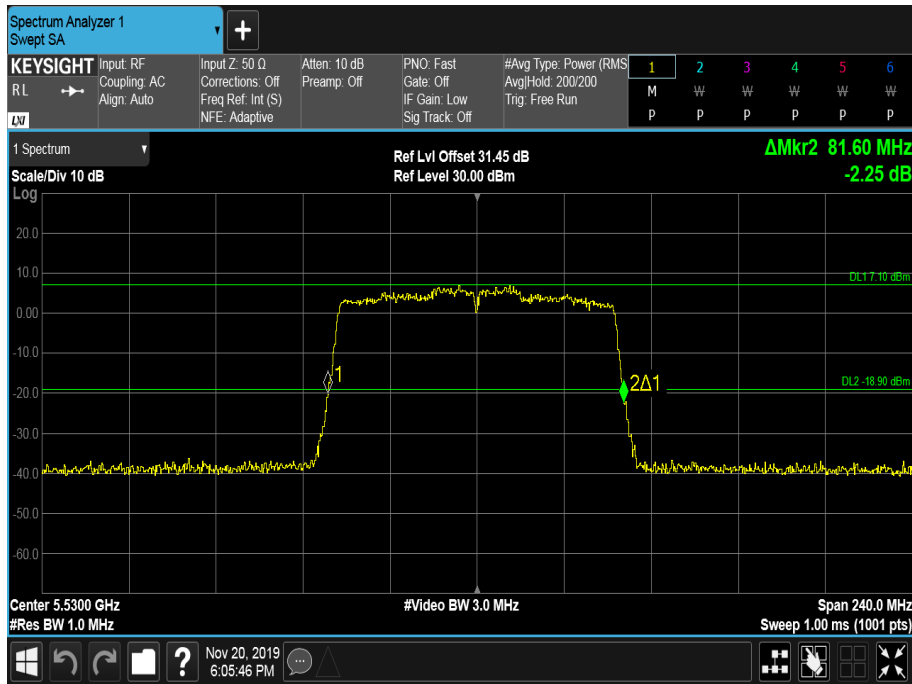 Spectrum Analyzer 1
Swept SA
+
KEYSIGHT
RL
LXI
Input: RF
Coupling: AC
Align: Auto
Input Z: 50 Ω
Corrections: Off
Freq Ref: Int (S)
NFE: Adaptive
Atten: 10 dB
Preamp: Off
PNO: Fast
Gate: Off
IF Gain: Low
Sig Track: Off
#Avg Type: Power (RMS
Avg|Hold: 200/200
Trig: Free Run
1 2 3 4 5 6
M W W W W W
P P P P P P
1 Spectrum
Scale/Div 10 dB
Log
Ref Lvl Offset 31.45 dB
Ref Level 30.00 dBm
ΔMkr2 81.60 MHz
-2.25 dB
20.0
10.0
DL1 7.10 dBm
0.00
-10.0
1
2Δ1
DL2 -18.90 dBm
-20.0
-30.0
-40.0
-50.0
-60.0
Center 5.5300 GHz
#Video BW 3.0 MHz
Span 240.0 MHz
#Res BW 1.0 MHz
Sweep 1.00 ms (1001 pts)
?
Nov 20, 2019
6:05:46 PM